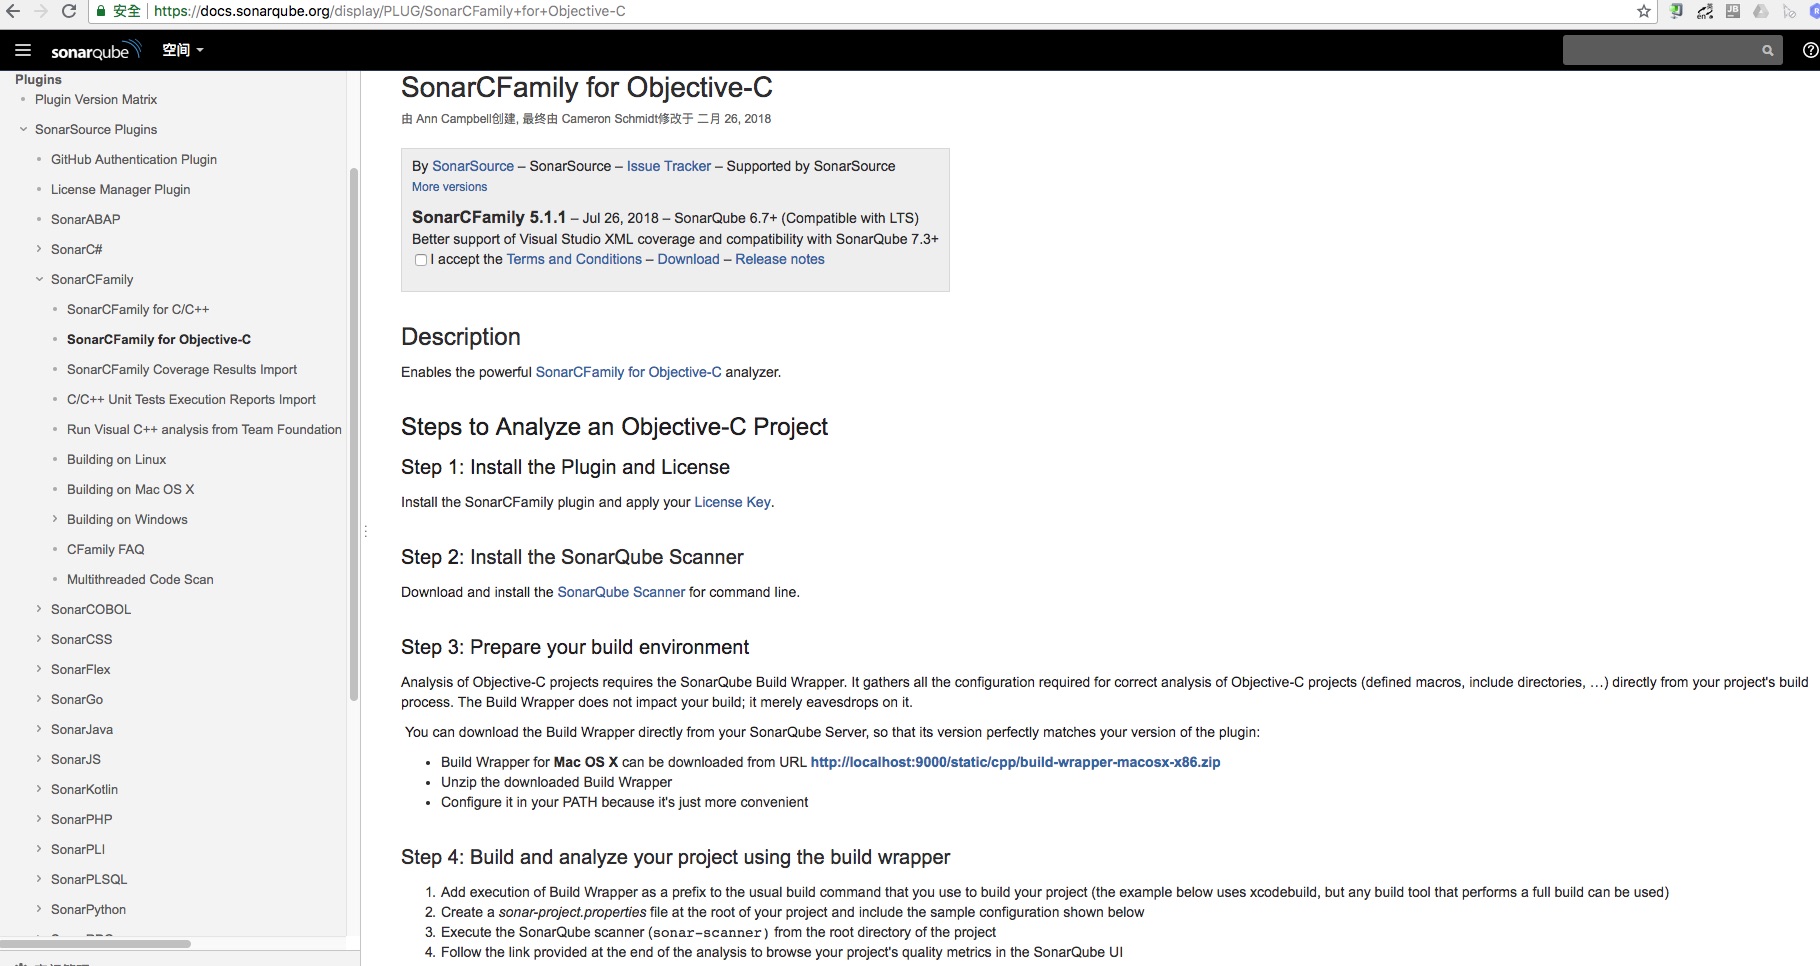 安全 https://docs.sonarqube.org/display/PLUG/SonarCFamily+for+Objective-C
sonarqube 空间
Plugins
Plugin Version Matrix
SonarSource Plugins
GitHub Authentication Plugin
License Manager Plugin
SonarABAP
SonarC#
SonarCFamily
SonarCFamily for C/C++
SonarCFamily for Objective-C
SonarCFamily Coverage Results Import
C/C++ Unit Tests Execution Reports Import
Run Visual C++ analysis from Team Foundation
Building on Linux
Building on Mac OS X
Building on Windows
CFamily FAQ
Multithreaded Code Scan
SonarCOBOL
SonarCSS
SonarFlex
SonarGo
SonarJava
SonarJS
SonarKotlin
SonarPHP
SonarPLI
SonarPLSQL
SonarPython
SonarCFamily for Objective-C
由 Ann Campbell创建, 最终由 Cameron Schmidt修改于 二月 26, 2018
By SonarSource – SonarSource – Issue Tracker – Supported by SonarSource
More versions
SonarCFamily 5.1.1 – Jul 26, 2018 – SonarQube 6.7+ (Compatible with LTS)
Better support of Visual Studio XML coverage and compatibility with SonarQube 7.3+
I accept the Terms and Conditions – Download – Release notes
Description
Enables the powerful SonarCFamily for Objective-C analyzer.
Steps to Analyze an Objective-C Project
Step 1: Install the Plugin and License
Install the SonarCFamily plugin and apply your License Key.
Step 2: Install the SonarQube Scanner
Download and install the SonarQube Scanner for command line.
Step 3: Prepare your build environment
Analysis of Objective-C projects requires the SonarQube Build Wrapper. It gathers all the configuration required for correct analysis of Objective-C projects (defined macros, include directories, …) directly from your project's build
process. The Build Wrapper does not impact your build; it merely eavesdrops on it.
You can download the Build Wrapper directly from your SonarQube Server, so that its version perfectly matches your version of the plugin:
• Build Wrapper for Mac OS X can be downloaded from URL http://localhost:9000/static/cpp/build-wrapper-macosx-x86.zip
• Unzip the downloaded Build Wrapper
• Configure it in your PATH because it's just more convenient
Step 4: Build and analyze your project using the build wrapper
1. Add execution of Build Wrapper as a prefix to the usual build command that you use to build your project (the example below uses xcodebuild, but any build tool that performs a full build can be used)
2. Create a sonar-project.properties file at the root of your project and include the sample configuration shown below
3. Execute the SonarQube scanner (sonar-scanner) from the root directory of the project
4. Follow the link provided at the end of the analysis to browse your project's quality metrics in the SonarQube UI